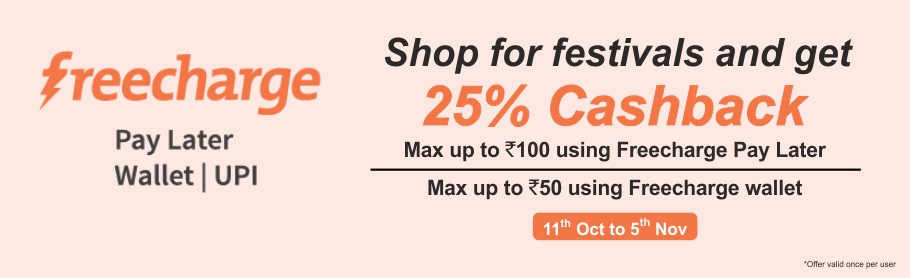 freecharge
Pay Later
Wallet | UPI
Shop for festivals and get
25% Cashback
Max up to ₹100 using Freecharge Pay Later
Max up to ₹50 using Freecharge wallet
11th Oct to 5th Nov
*Offer valid once per user